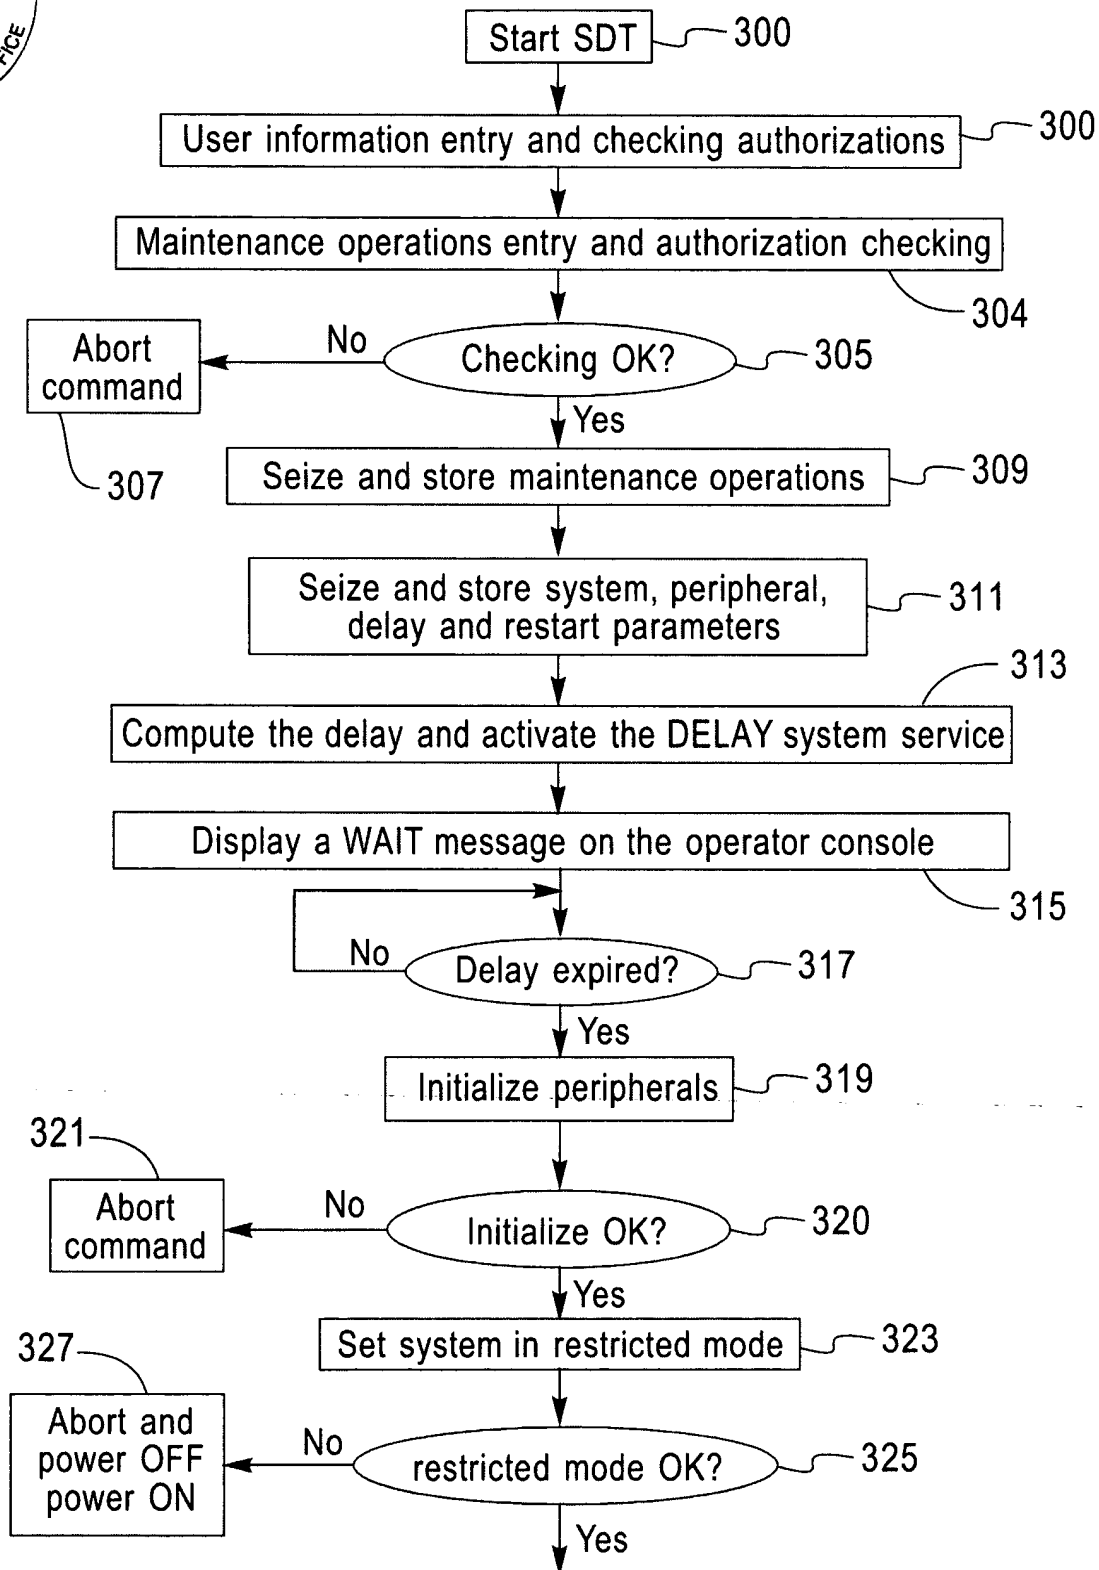 FICE
Start SDT
300
User information entry and checking authorizations
300
Maintenance operations entry and authorization checking
304
Abort
command
307
No
Checking OK?
305
Yes
Seize and store maintenance operations
309
Seize and store system, peripheral,
delay and restart parameters
311
313
Compute the delay and activate the DELAY system service
Display a WAIT message on the operator console
315
No
Delay expired?
317
Yes
Initialize peripherals
319
321
Abort
command
No
Initialize OK?
320
Yes
Set system in restricted mode
323
327
Abort and
power OFF
power ON
No
restricted mode OK?
325
Yes